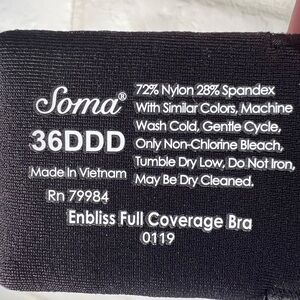 Soma®
36DDD
Made In Vietnam
Rn 79984
72% Nylon 28% Spandex
With Similar Colors, Machine
Wash Cold, Gentle Cycle,
Only Non-Chlorine Bleach,
Tumble Dry Low, Do Not Iron,
May Be Dry Cleaned.
Enbliss Full Coverage Bra
0119